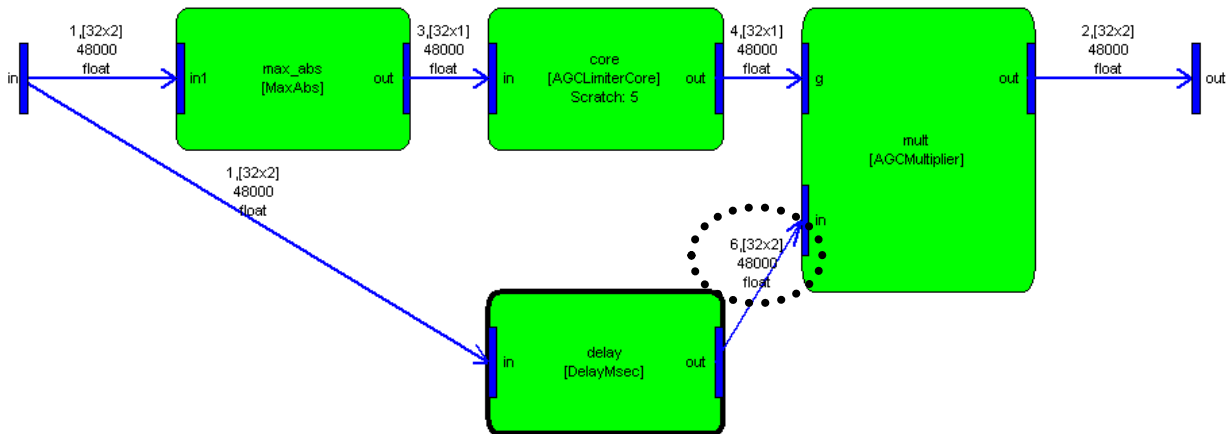 in
1,[32x2]
48000
float
in1
max_abs
[MaxAbs]
out
3,[32x1]
48000
float
in
core
[AGCLimiterCore]
Scratch: 5
out
4,[32x1]
48000
float
g
in
mult
[AGCMultiplier]
out
2,[32x2]
48000
float
out
1,[32x2]
48000
float
in
delay
[DelayMsec]
out
6,[32x2]
48000
float